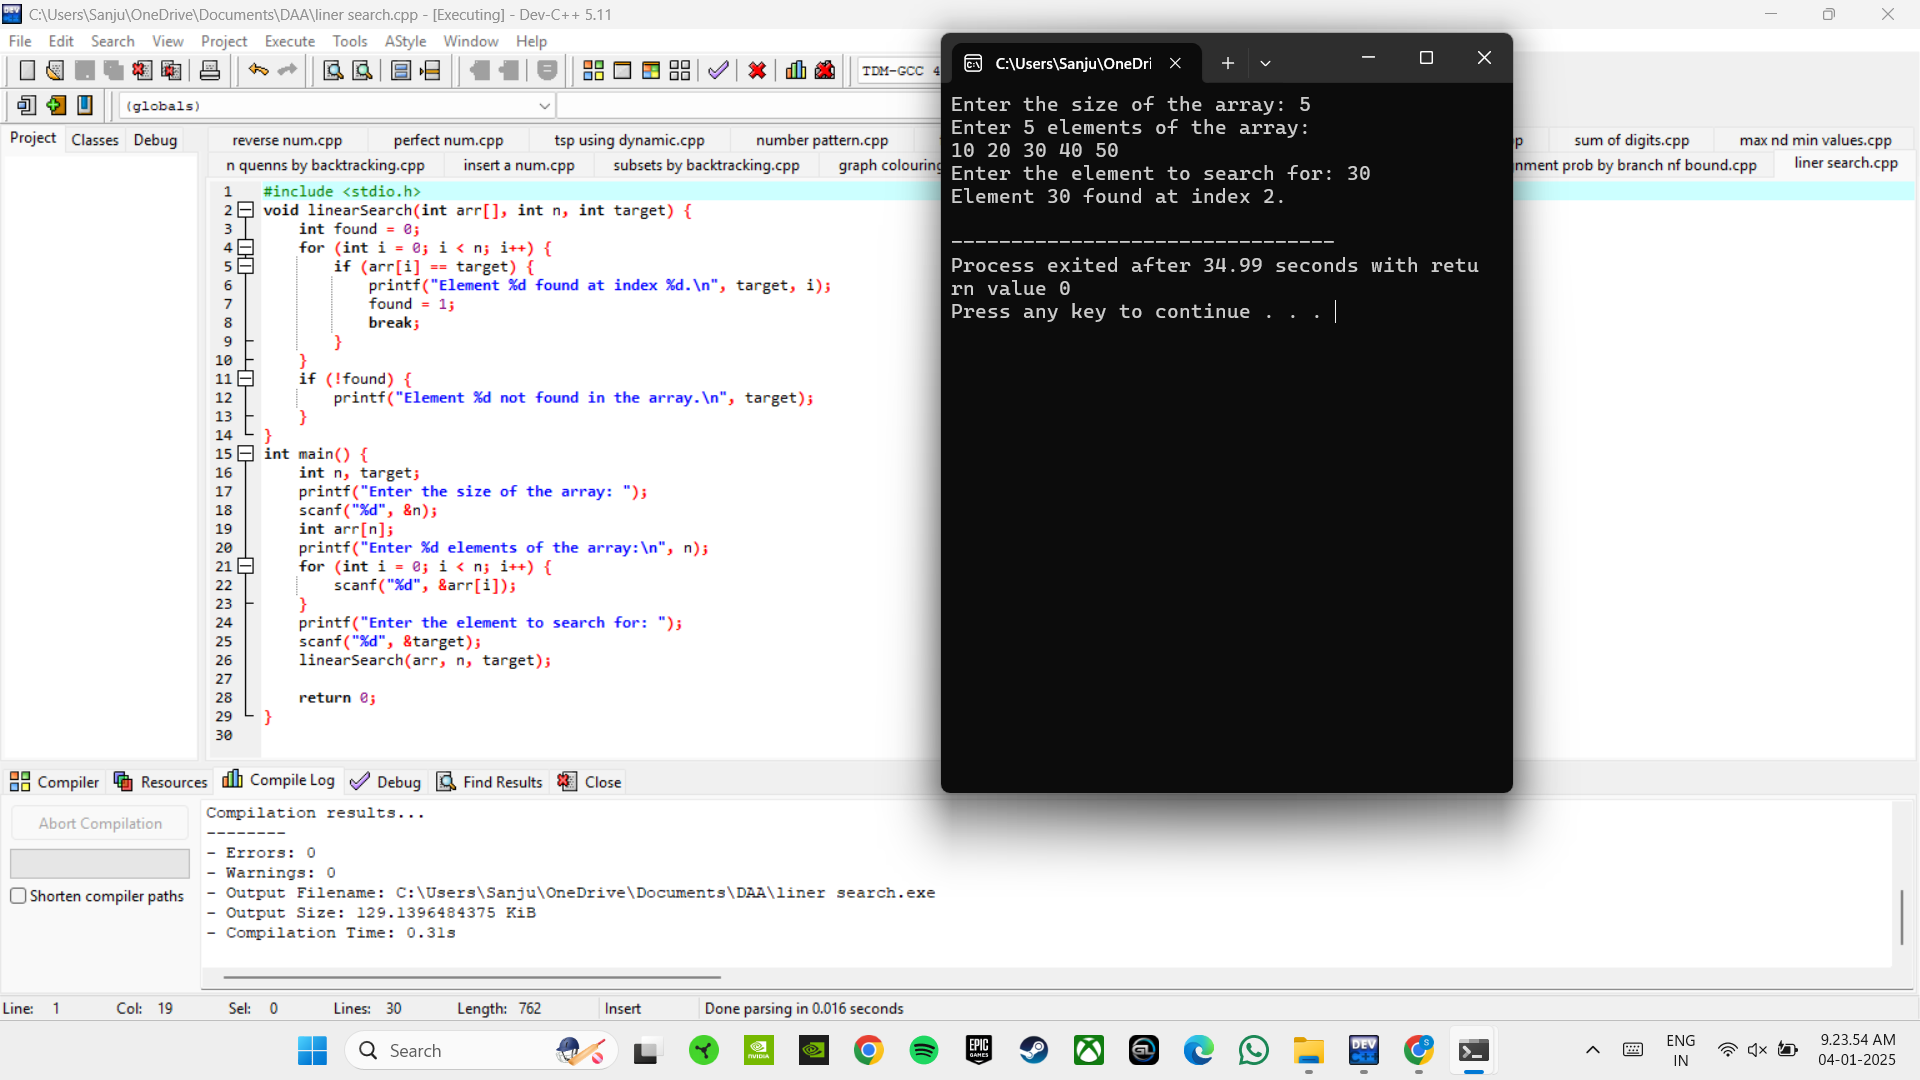 C:\Users\Sanju\OneDrive\Documents\DAA\liner search.cpp - [Executing] - Dev-C++ 5.11
File Edit Search View Project Execute Tools AStyle Window Help
TDM-GCC 4
(globals)
Project Classes Debug
reverse num.cpp perfect num.cpp tsp using dynamic.cpp number pattern.cpp sum of digits.cpp max nd min values.cpp
n quenns by backtracking.cpp insert a num.cpp subsets by backtracking.cpp graph colouring nment prob by branch nf bound.cpp liner search.cpp
1 #include <stdio.h>
2 void linearSearch(int arr[], int n, int target) {
3 int found = 0;
4 for (int i = 0; i < n; i++) {
5 if (arr[i] == target) {
6 printf("Element %d found at index %d.\n", target, i);
7 found = 1;
8 break;
9 }
10 }
11 if (!found) {
12 printf("Element %d not found in the array.\n", target);
13 }
14 }
15 int main() {
16 int n, target;
17 printf("Enter the size of the array: ");
18 scanf("%d", &n);
19 int arr[n];
20 printf("Enter %d elements of the array:\n", n);
21 for (int i = 0; i < n; i++) {
22 scanf("%d", &arr[i]);
23 }
24 printf("Enter the element to search for: ");
25 scanf("%d", &target);
26 linearSearch(arr, n, target);
27
28 return 0;
29 }
30
C:\Users\Sanju\OneDri
Enter the size of the array: 5
Enter 5 elements of the array:
10 20 30 40 50
Enter the element to search for: 30
Element 30 found at index 2.
--------------------------------
Process exited after 34.99 seconds with retu
rn value 0
Press any key to continue . . .
Compiler Resources Compile Log Debug Find Results Close
Abort Compilation
Shorten compiler paths
Compilation results...
--------
- Errors: 0
- Warnings: 0
- Output Filename: C:\Users\Sanju\OneDrive\Documents\DAA\liner search.exe
- Output Size: 129.1396484375 KiB
- Compilation Time: 0.31s
Line: 1 Col: 19 Sel: 0 Lines: 30 Length: 762 Insert Done parsing in 0.016 seconds
Search
NVIDIA
EPIC GAMES
DEV C++
ENG
IN
9.23.54 AM
04-01-2025